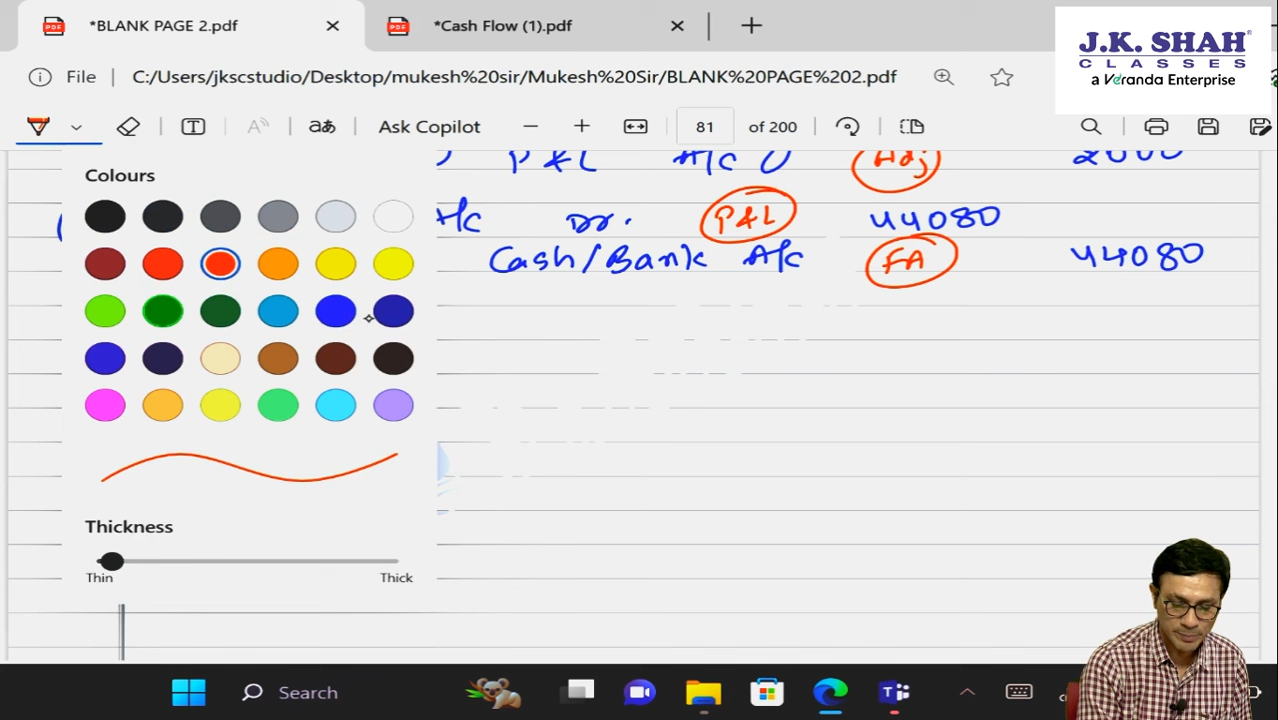 *BLANK PAGE 2.pdf
*Cash Flow (1).pdf
J.K. SHAH
CLASSES
a Veranda Enterprise
File
C:/Users/jkscstudio/Desktop/mukesh%20sir/Mukesh%20Sir/BLANK%20PAGE%202.pdf
Ask Copilot
81 of 200
P&L A/c Adj 2000
Colours
A/c Dr. P&L 44080
Cash/Bank A/c FA 44080
Thickness
Thin Thick
Search